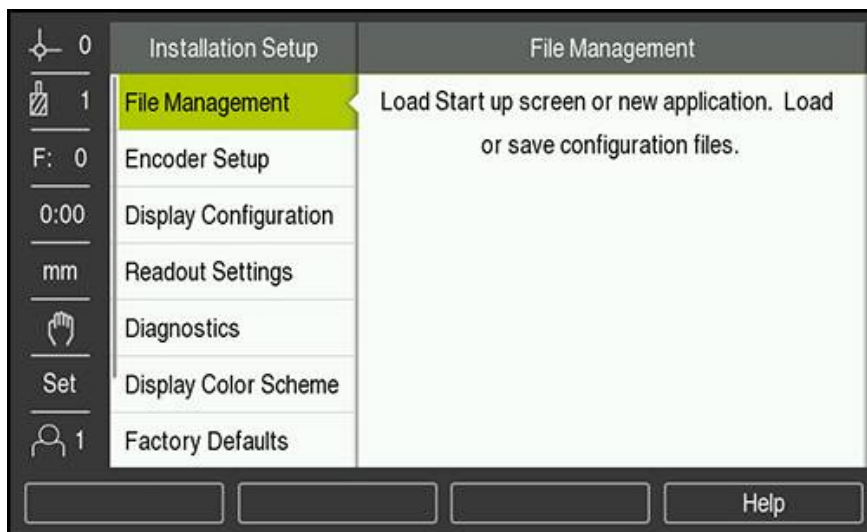 0
Installation Setup
File Management
1
File Management
Load Start up screen or new application. Load
or save configuration files.
F: 0
Encoder Setup
0:00
Display Configuration
mm
Readout Settings
Diagnostics
Set
Display Color Scheme
1
Factory Defaults
Help